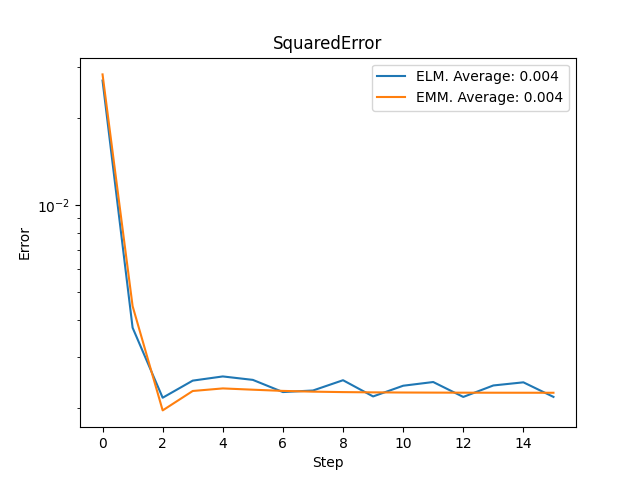 SquaredError
ELM. Average: 0.004
EMM. Average: 0.004
10⁻²
Error
0 2 4 6 8 10 12 14
Step